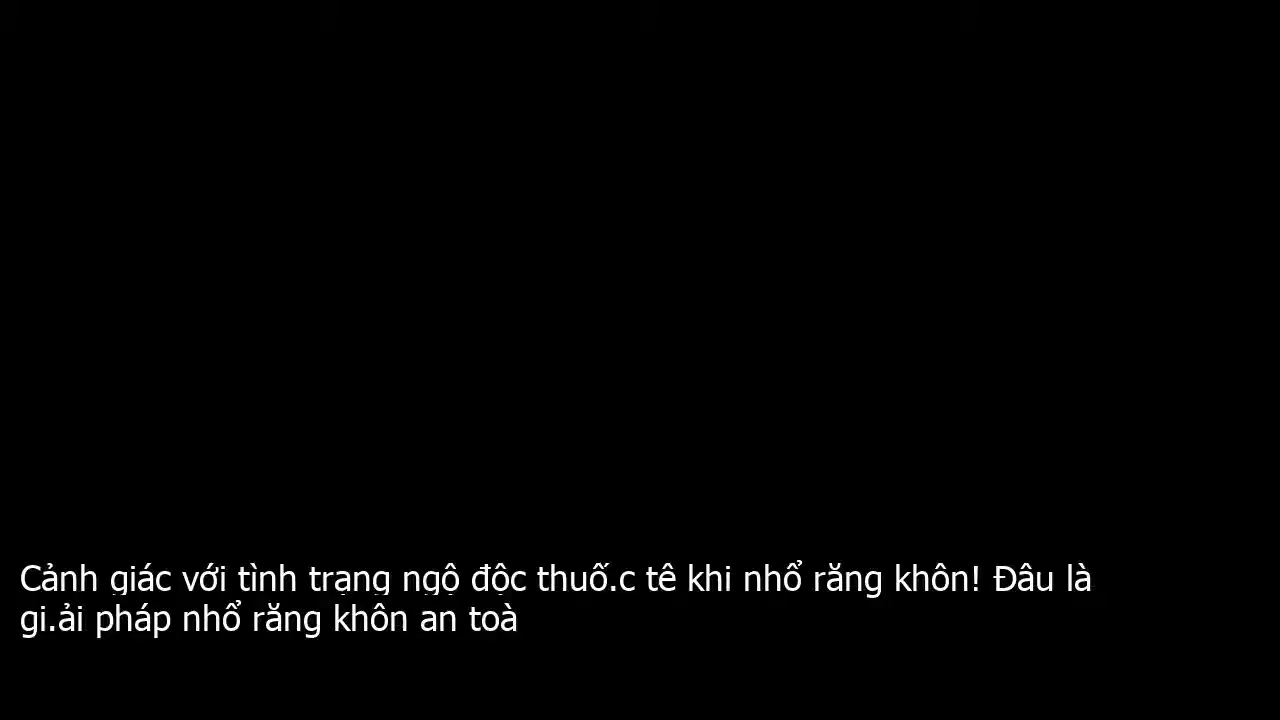 Cảnh giác với tình trạng ngộ độc thuố.c tê khi nhổ răng khôn! Đâu là
gi.ải pháp nhổ răng khôn an toà